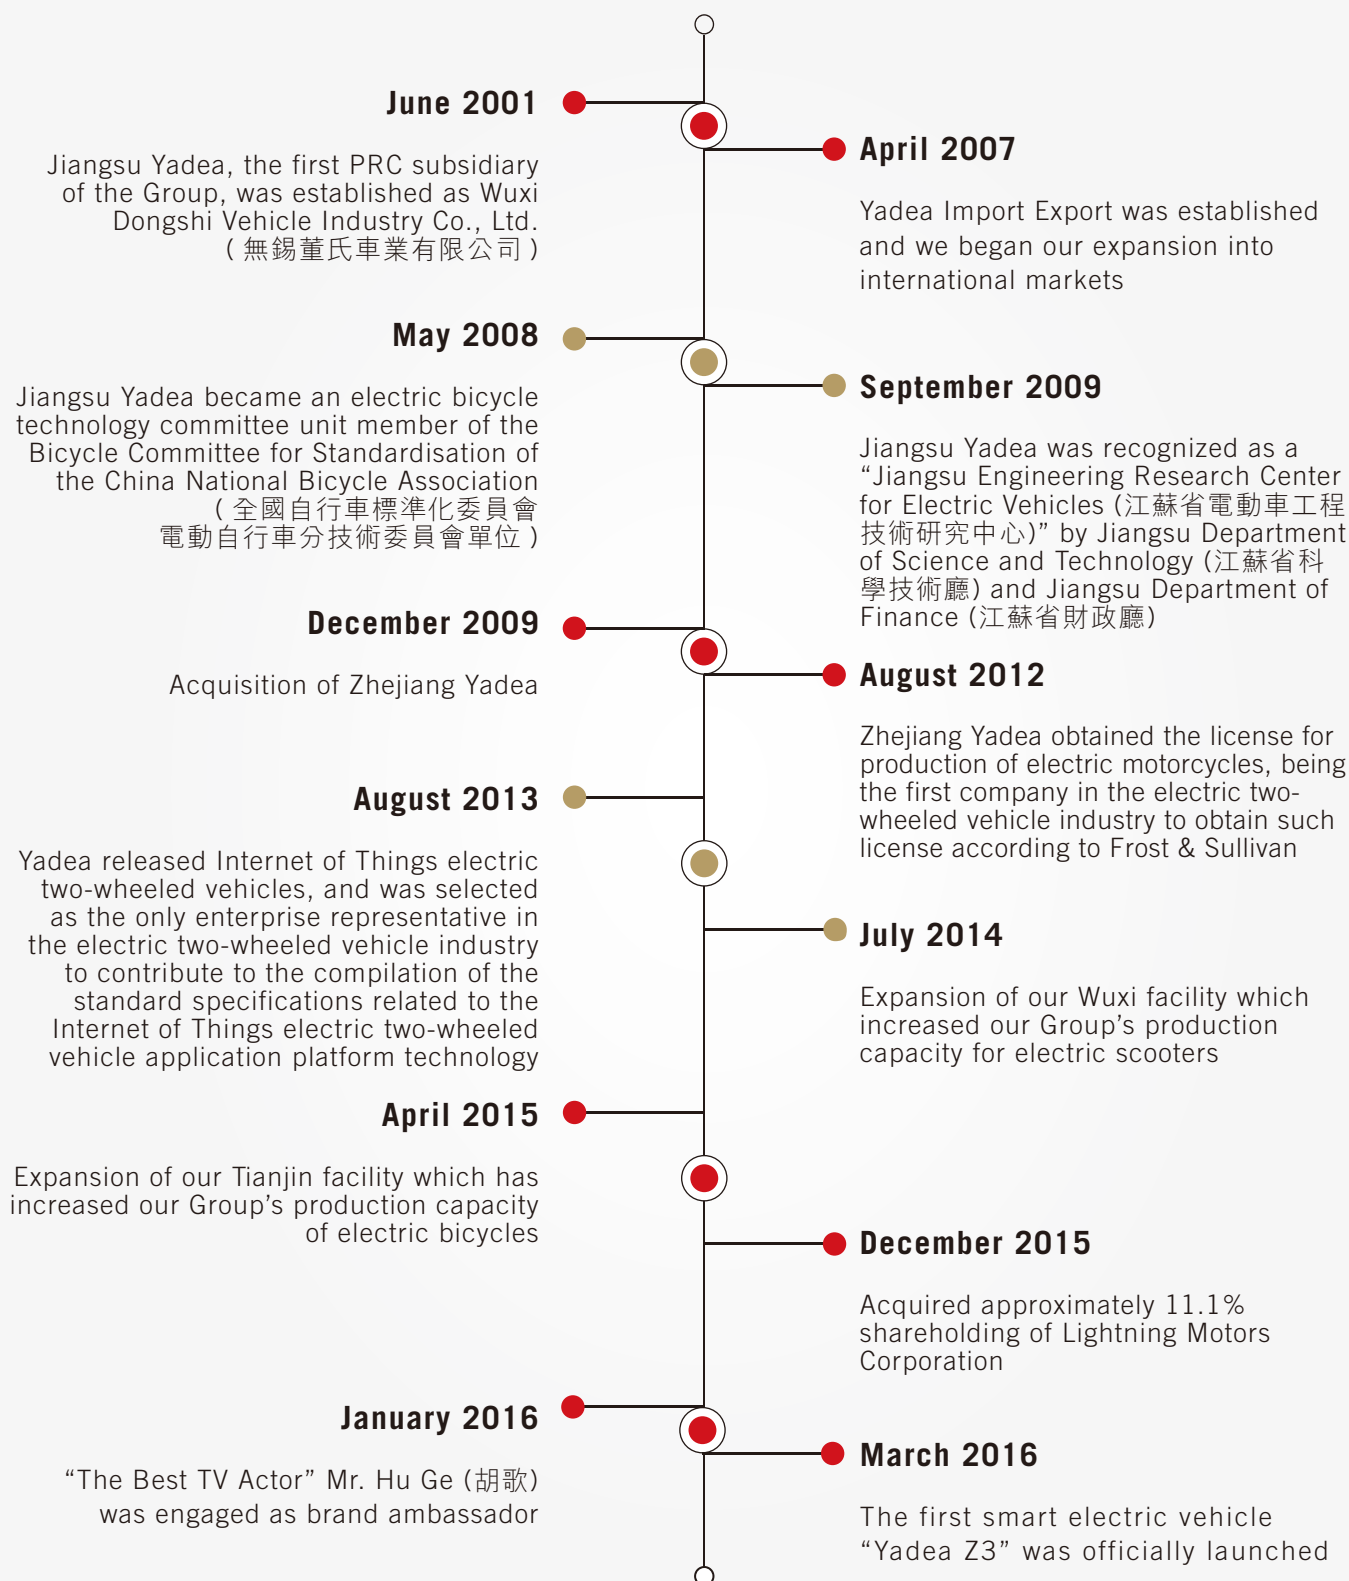 June 2001
Jiangsu Yadea, the first PRC subsidiary
of the Group, was established as Wuxi
Dongshi Vehicle Industry Co., Ltd.
( 無錫董氏車業有限公司 )
April 2007
Yadea Import Export was established
and we began our expansion into
international markets
May 2008
Jiangsu Yadea became an electric bicycle
technology committee unit member of the
Bicycle Committee for Standardisation of
the China National Bicycle Association
( 全國自行車標準化委員會
電動自行車分技術委員會單位 )
September 2009
Jiangsu Yadea was recognized as a
“Jiangsu Engineering Research Center
for Electric Vehicles (江蘇省電動車工程
技術研究中心)” by Jiangsu Department
of Science and Technology (江蘇省科
學技術廳) and Jiangsu Department of
Finance (江蘇省財政廳)
December 2009
Acquisition of Zhejiang Yadea
August 2012
Zhejiang Yadea obtained the license for
production of electric motorcycles, being
the first company in the electric two-
wheeled vehicle industry to obtain such
license according to Frost & Sullivan
August 2013
Yadea released Internet of Things electric
two-wheeled vehicles, and was selected
as the only enterprise representative in
the electric two-wheeled vehicle industry
to contribute to the compilation of the
standard specifications related to the
Internet of Things electric two-wheeled
vehicle application platform technology
July 2014
Expansion of our Wuxi facility which
increased our Group’s production
capacity for electric scooters
April 2015
Expansion of our Tianjin facility which has
increased our Group’s production capacity
of electric bicycles
December 2015
Acquired approximately 11.1%
shareholding of Lightning Motors
Corporation
January 2016
“The Best TV Actor” Mr. Hu Ge (胡歌)
was engaged as brand ambassador
March 2016
The first smart electric vehicle
“Yadea Z3” was officially launched